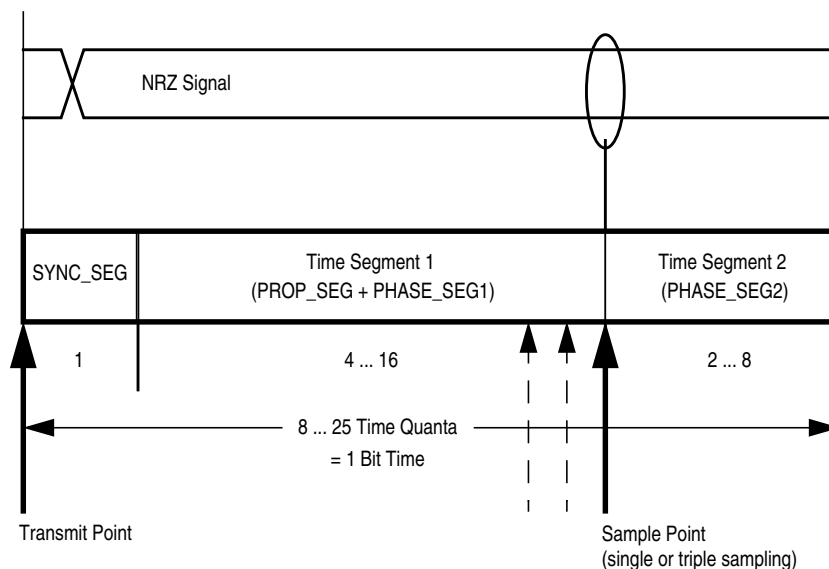 NRZ Signal
SYNC_SEG
Time Segment 1
(PROP_SEG + PHASE_SEG1)
Time Segment 2
(PHASE_SEG2)
1
4 ... 16
2 ... 8
8 ... 25 Time Quanta
= 1 Bit Time
Transmit Point
Sample Point
(single or triple sampling)